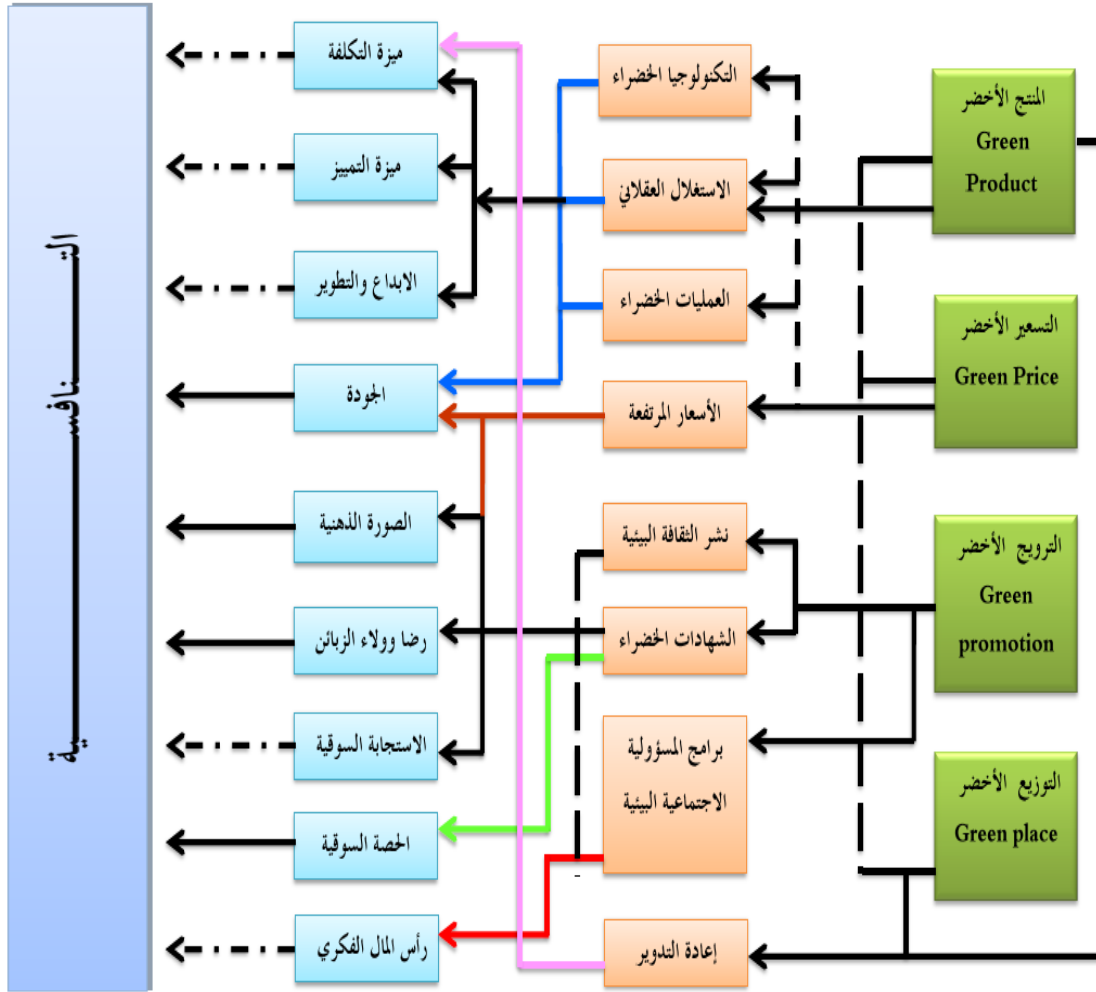 المنتج الأخضر
Green
Product
التسعير الأخضر
Green Price
الترويج الأخضر
Green
promotion
التوزيع الأخضر
Green place
التكنولوجيا الخضراء
الاستغلال العقلاني
العمليات الخضراء
الأسعار المرتفعة
نشر الثقافة البيئية
الشهادات الخضراء
برامج المسؤولية
الاجتماعية البيئية
إعادة التدوير
ميزة التكلفة
ميزة التمييز
الابداع والتطوير
الجودة
الصورة الذهنية
رضا وولاء الزبائن
الاستجابة السوقية
الحصة السوقية
رأس المال الفكري
التـــنافســـية